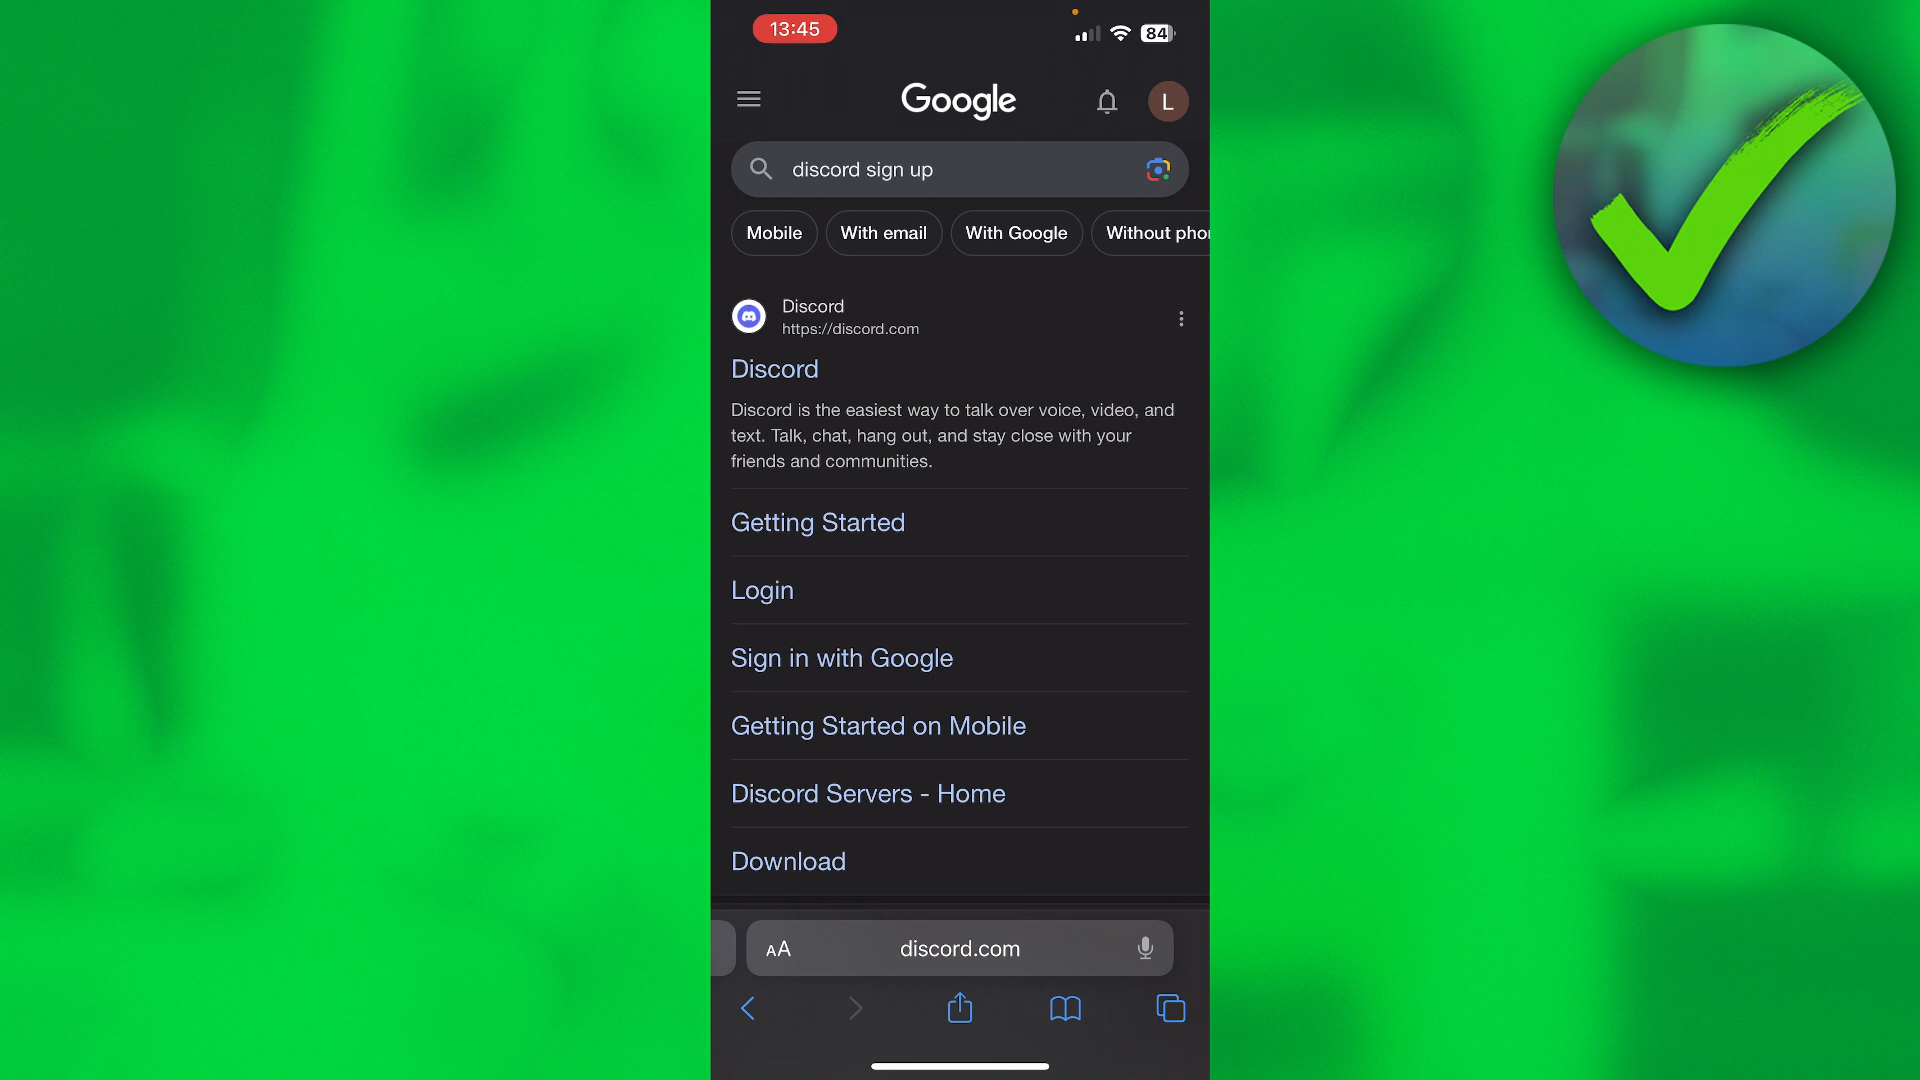 13:45
84
Google
L
discord sign up
Mobile
With email
With Google
Without phor
Discord
https://discord.com
Discord
Discord is the easiest way to talk over voice, video, and
text. Talk, chat, hang out, and stay close with your
friends and communities.
Getting Started
Login
Sign in with Google
Getting Started on Mobile
Discord Servers - Home
Download
AA
discord.com